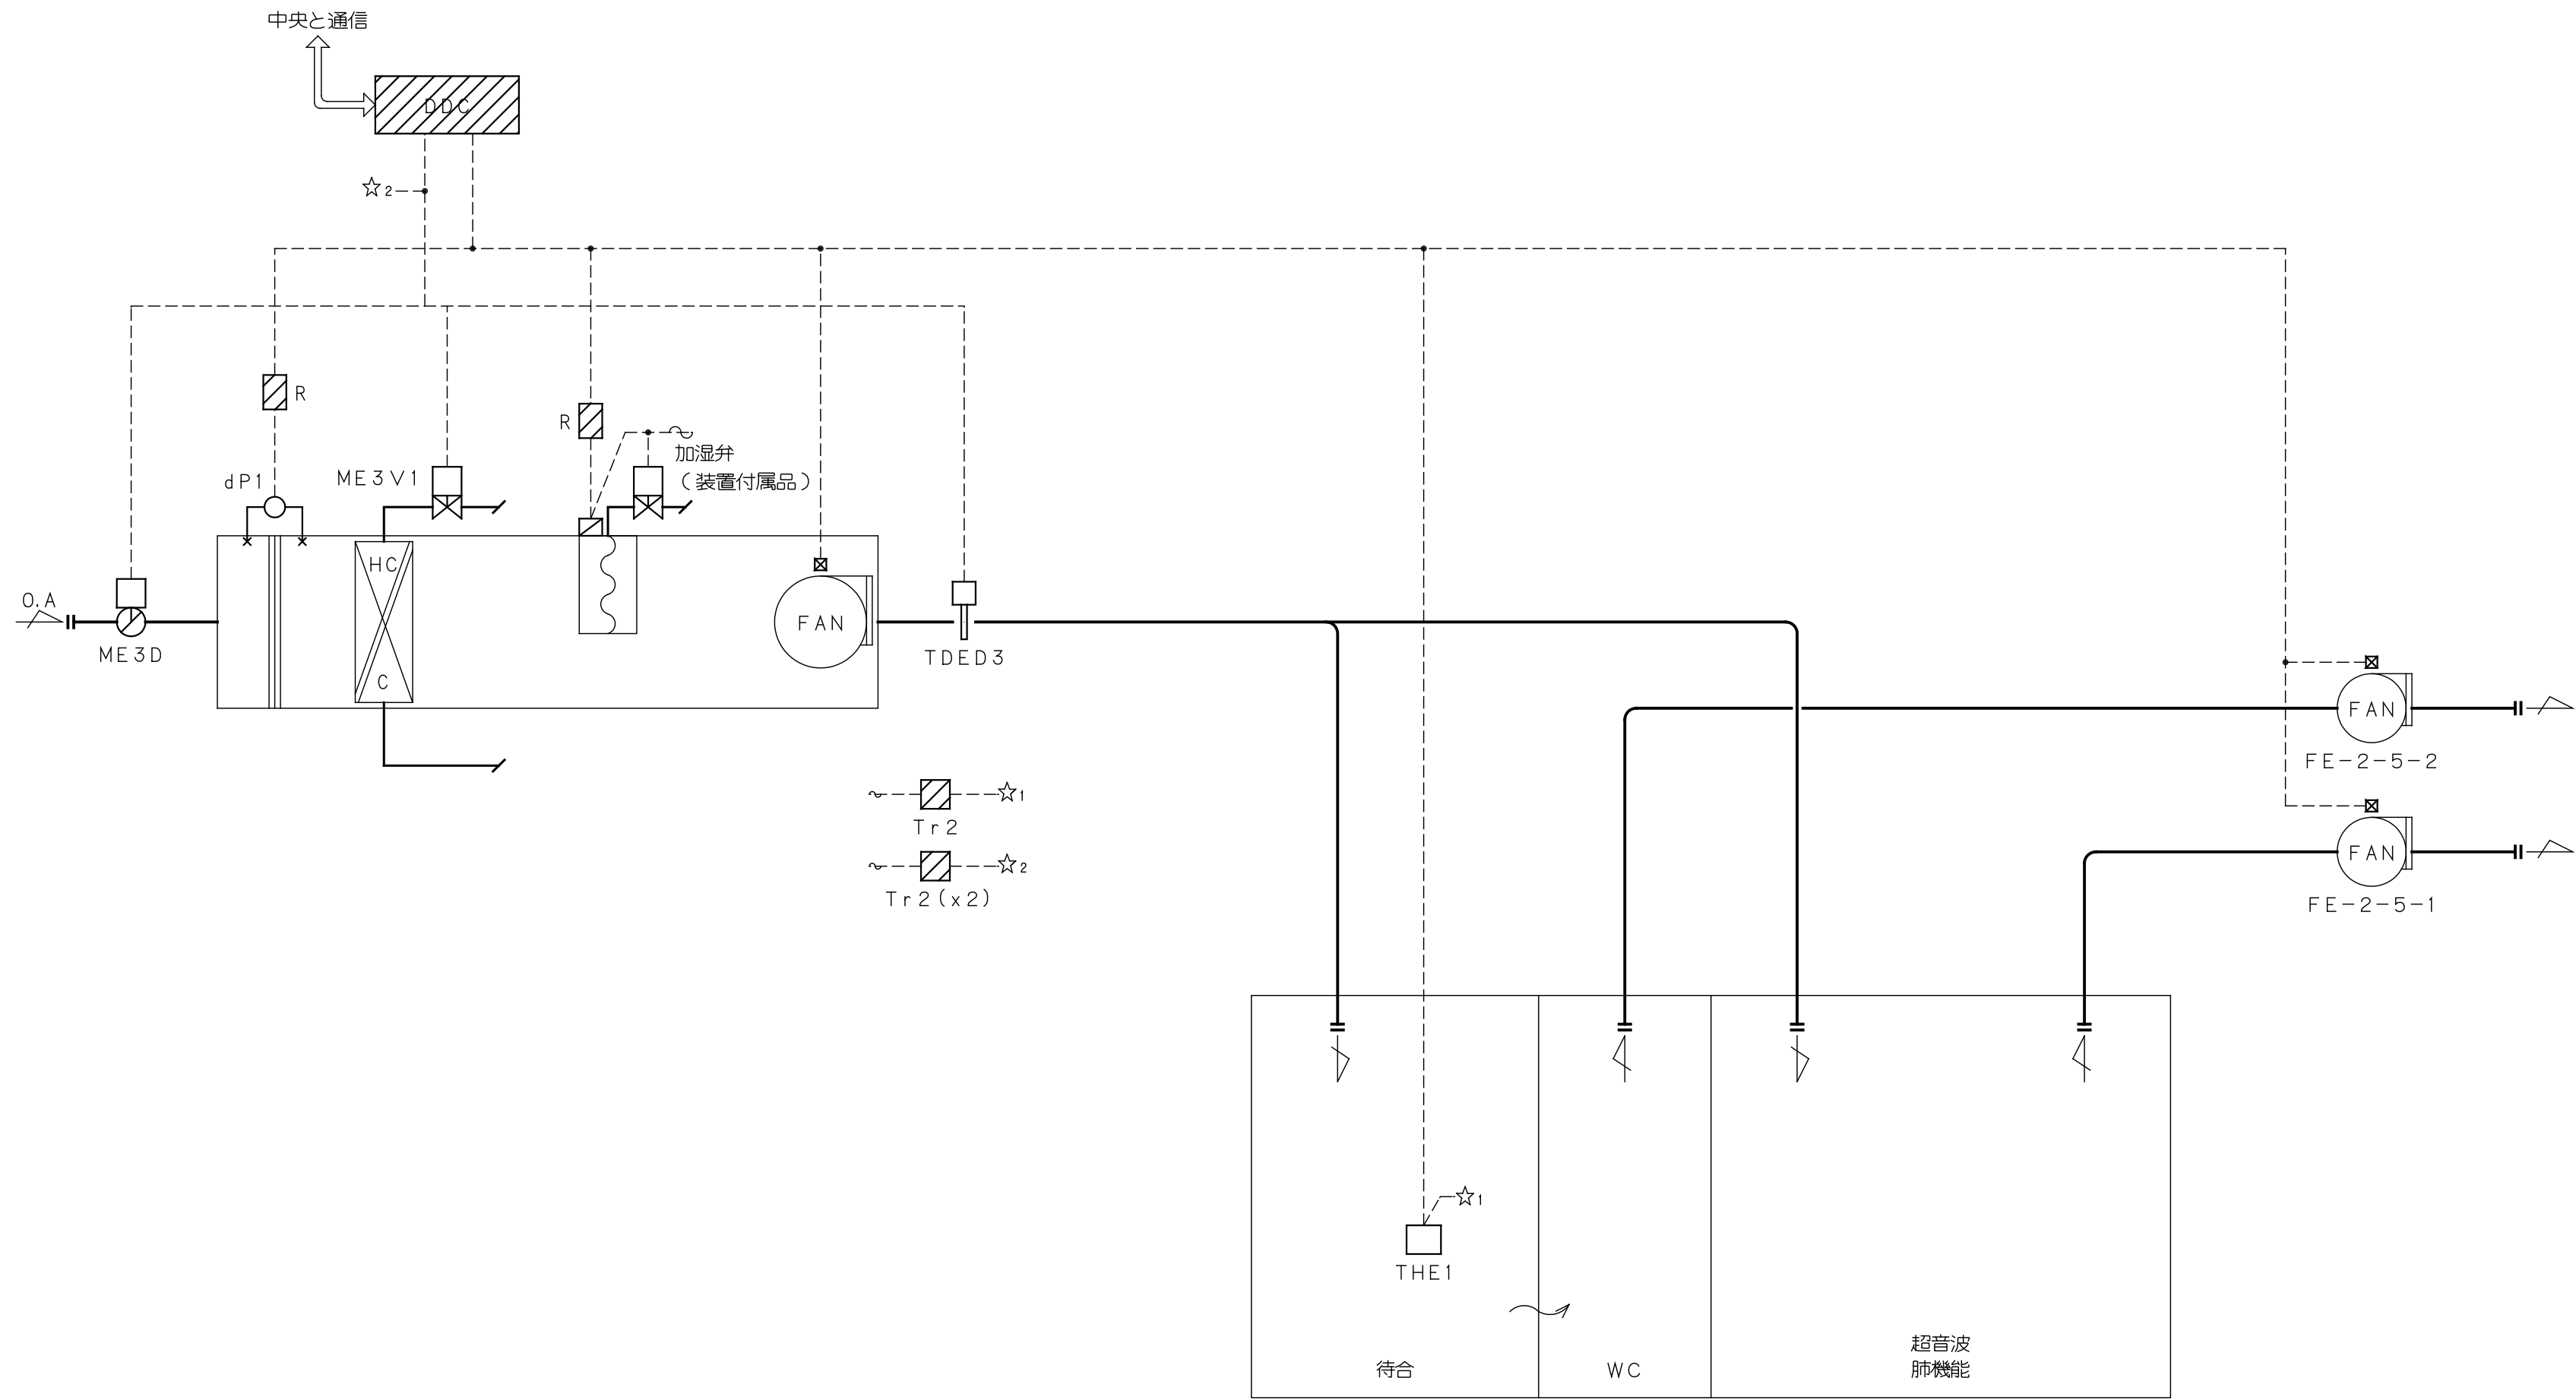 中央と通信
DDC
☆2
R
R
加湿弁
(装置付属品)
dP1
ME3V1
HC
C
O.A
ME3D
FAN
TDED3
FAN
FE-2-5-2
☆1
Tr2
☆2
Tr2(x2)
FAN
FE-2-5-1
☆1
THE1
待合
WC
超音波
肺機能